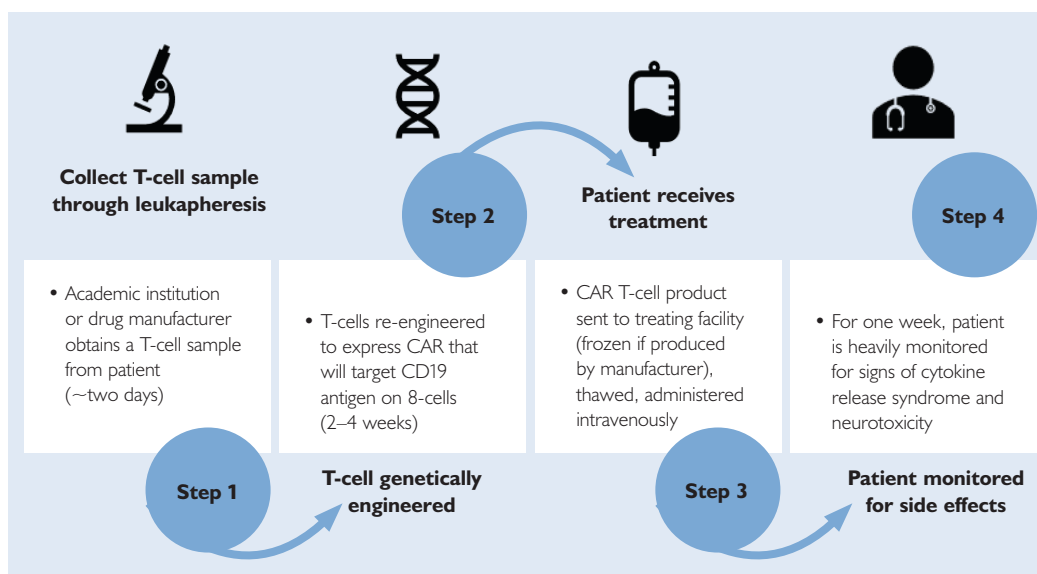 Collect T-cell sample
through leukapheresis
• Academic institution
or drug manufacturer
obtains a T-cell sample
from patient
(~two days)
Step 1
Step 2
• T-cells re-engineered
to express CAR that
will target CD19
antigen on 8-cells
(2–4 weeks)
T-cell genetically
engineered
Patient receives
treatment
• CAR T-cell product
sent to treating facility
(frozen if produced
by manufacturer),
thawed, administered
intravenously
Step 3
Step 4
• For one week, patient
is heavily monitored
for signs of cytokine
release syndrome and
neurotoxicity
Patient monitored
for side effects